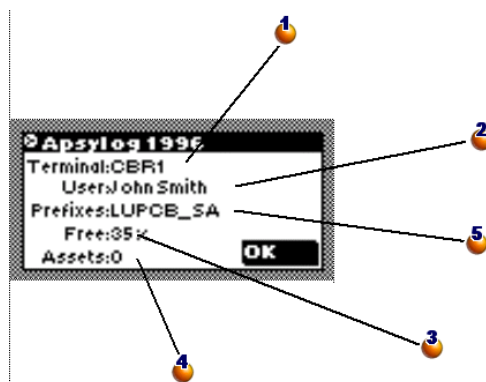 1
Apsylog 1996
2
Terminal:CBR1
User:John Smith
Prefixes:LUPCB_SA
5
Free:35%
OK
Assets:0
3
4